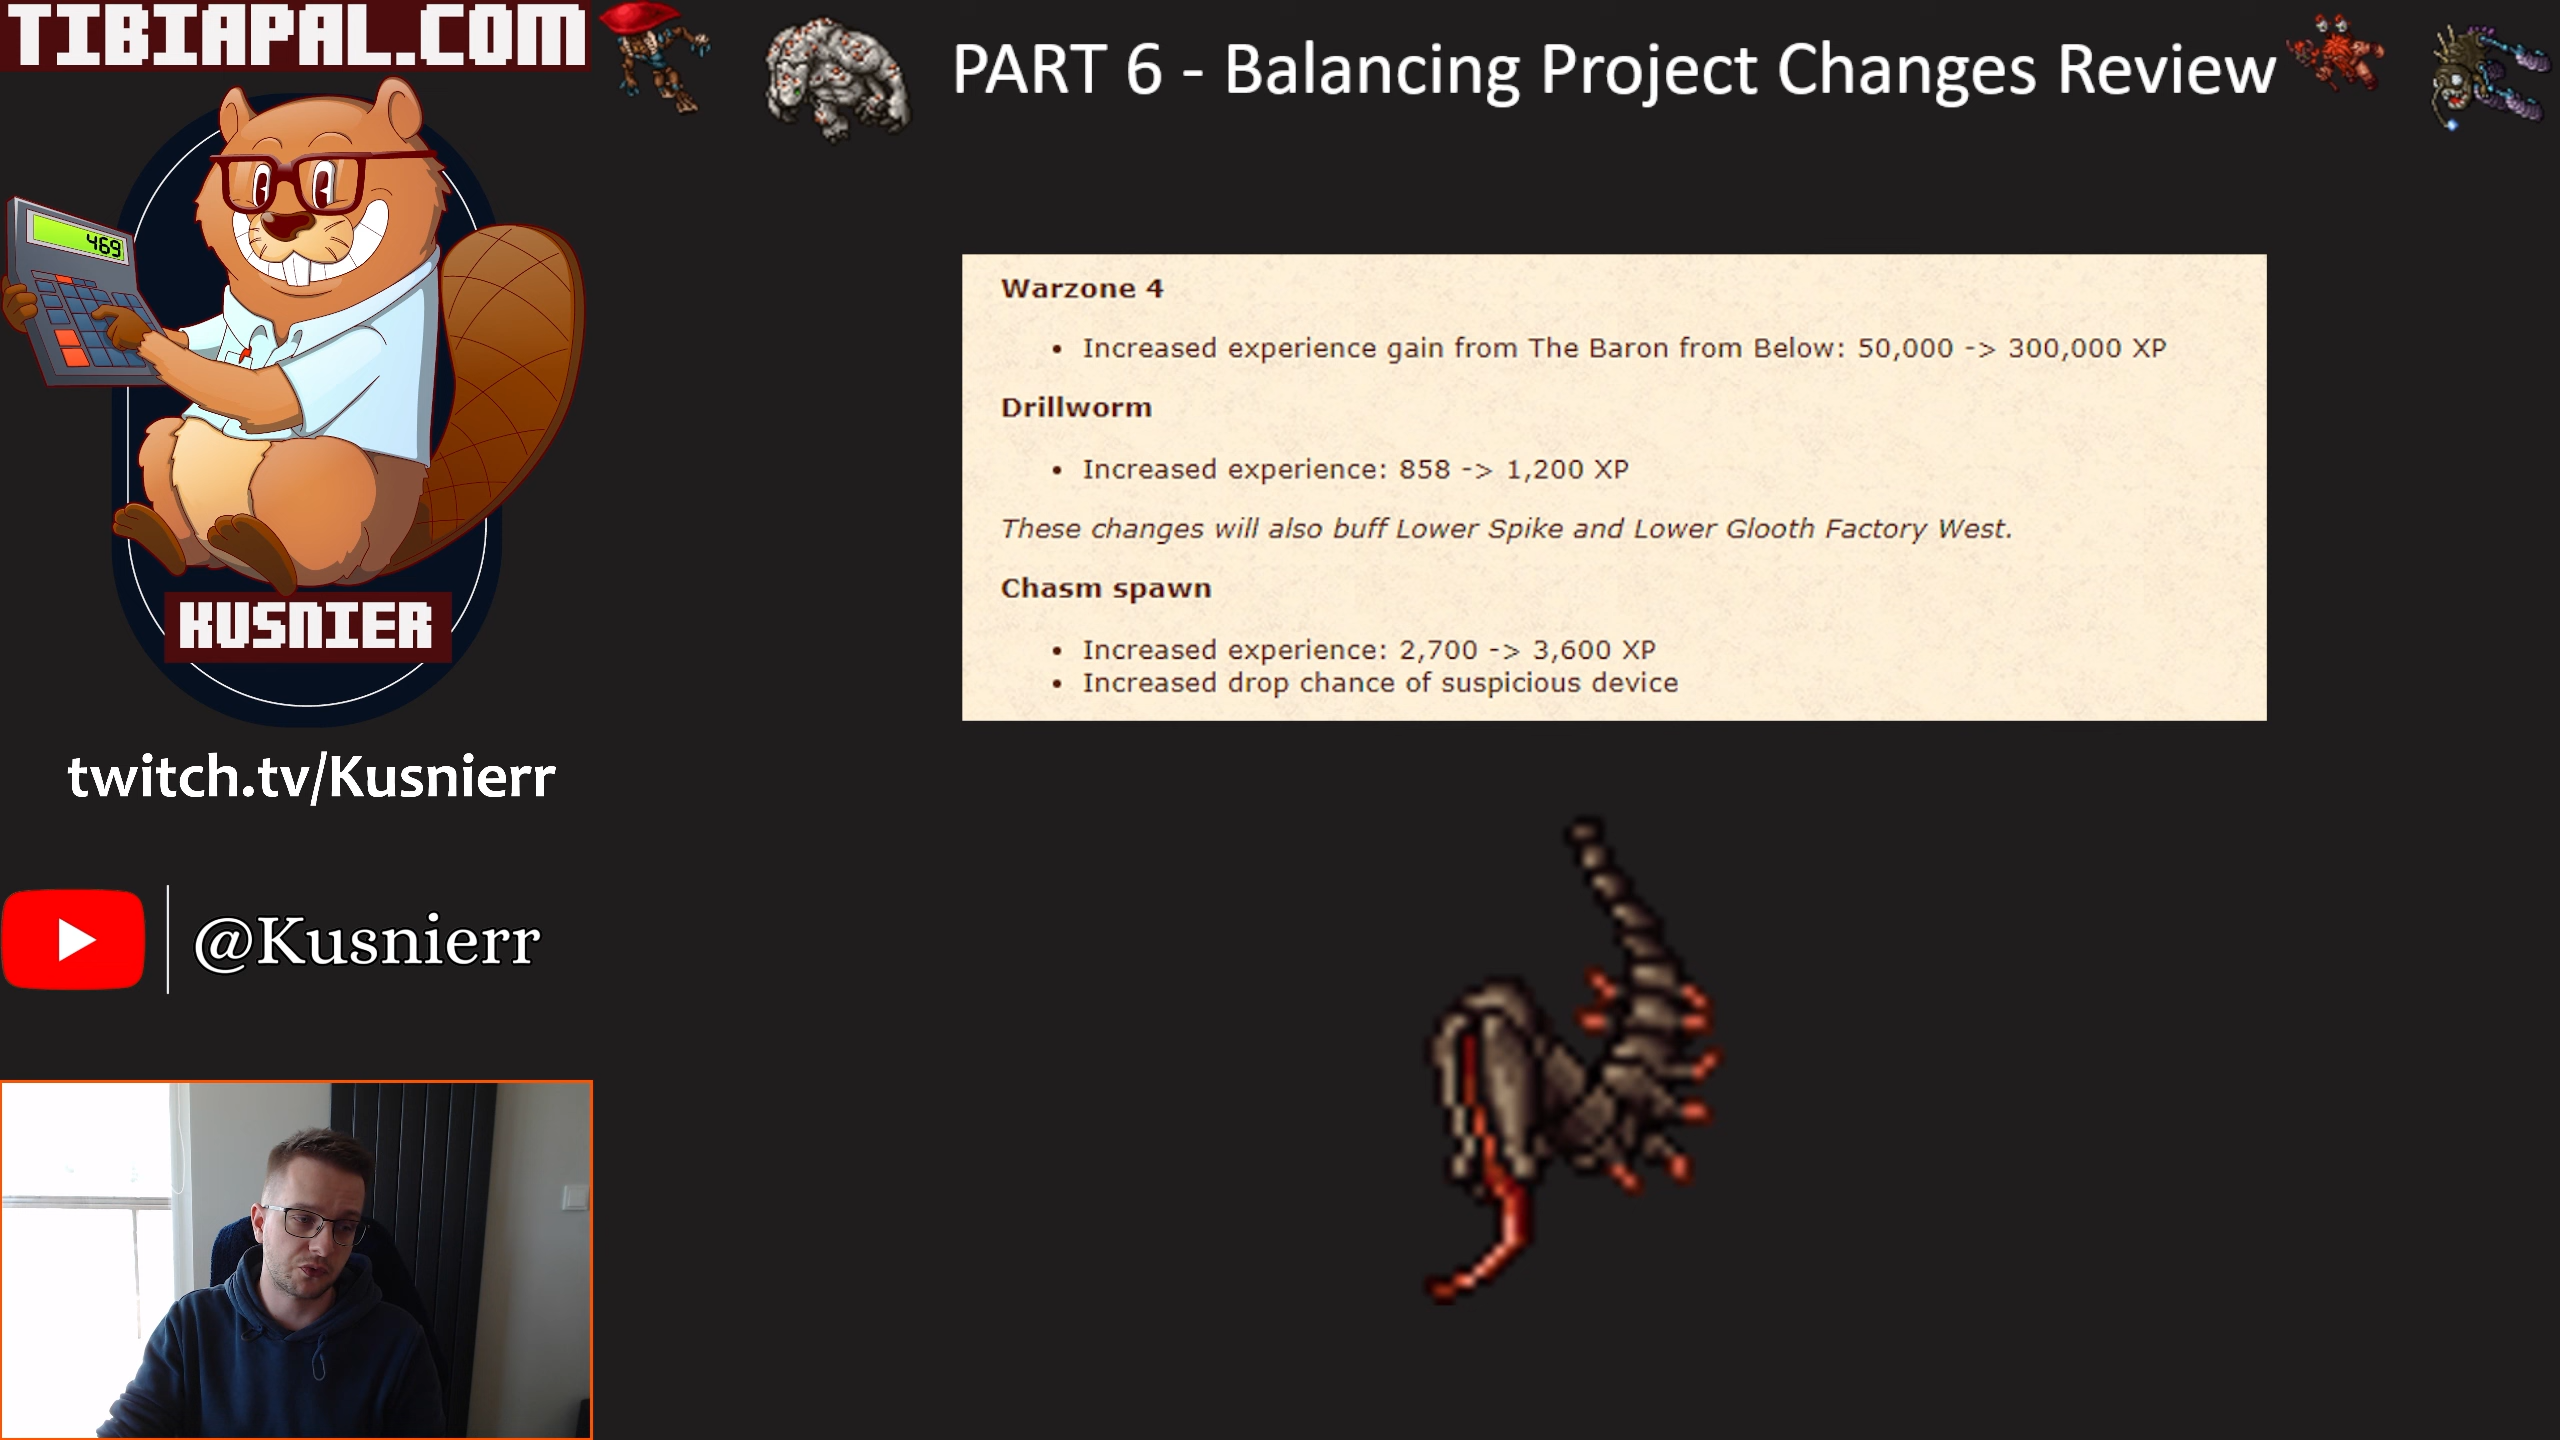 TIBIAPAL.COM
PART 6 - Balancing Project Changes Review
469
KUSNIER
twitch.tv/Kusnierr
@Kusnierr
Warzone 4
• Increased experience gain from The Baron from Below: 50,000 -> 300,000 XP
Drillworm
• Increased experience: 858 -> 1,200 XP
These changes will also buff Lower Spike and Lower Glooth Factory West.
Chasm spawn
• Increased experience: 2,700 -> 3,600 XP
• Increased drop chance of suspicious device